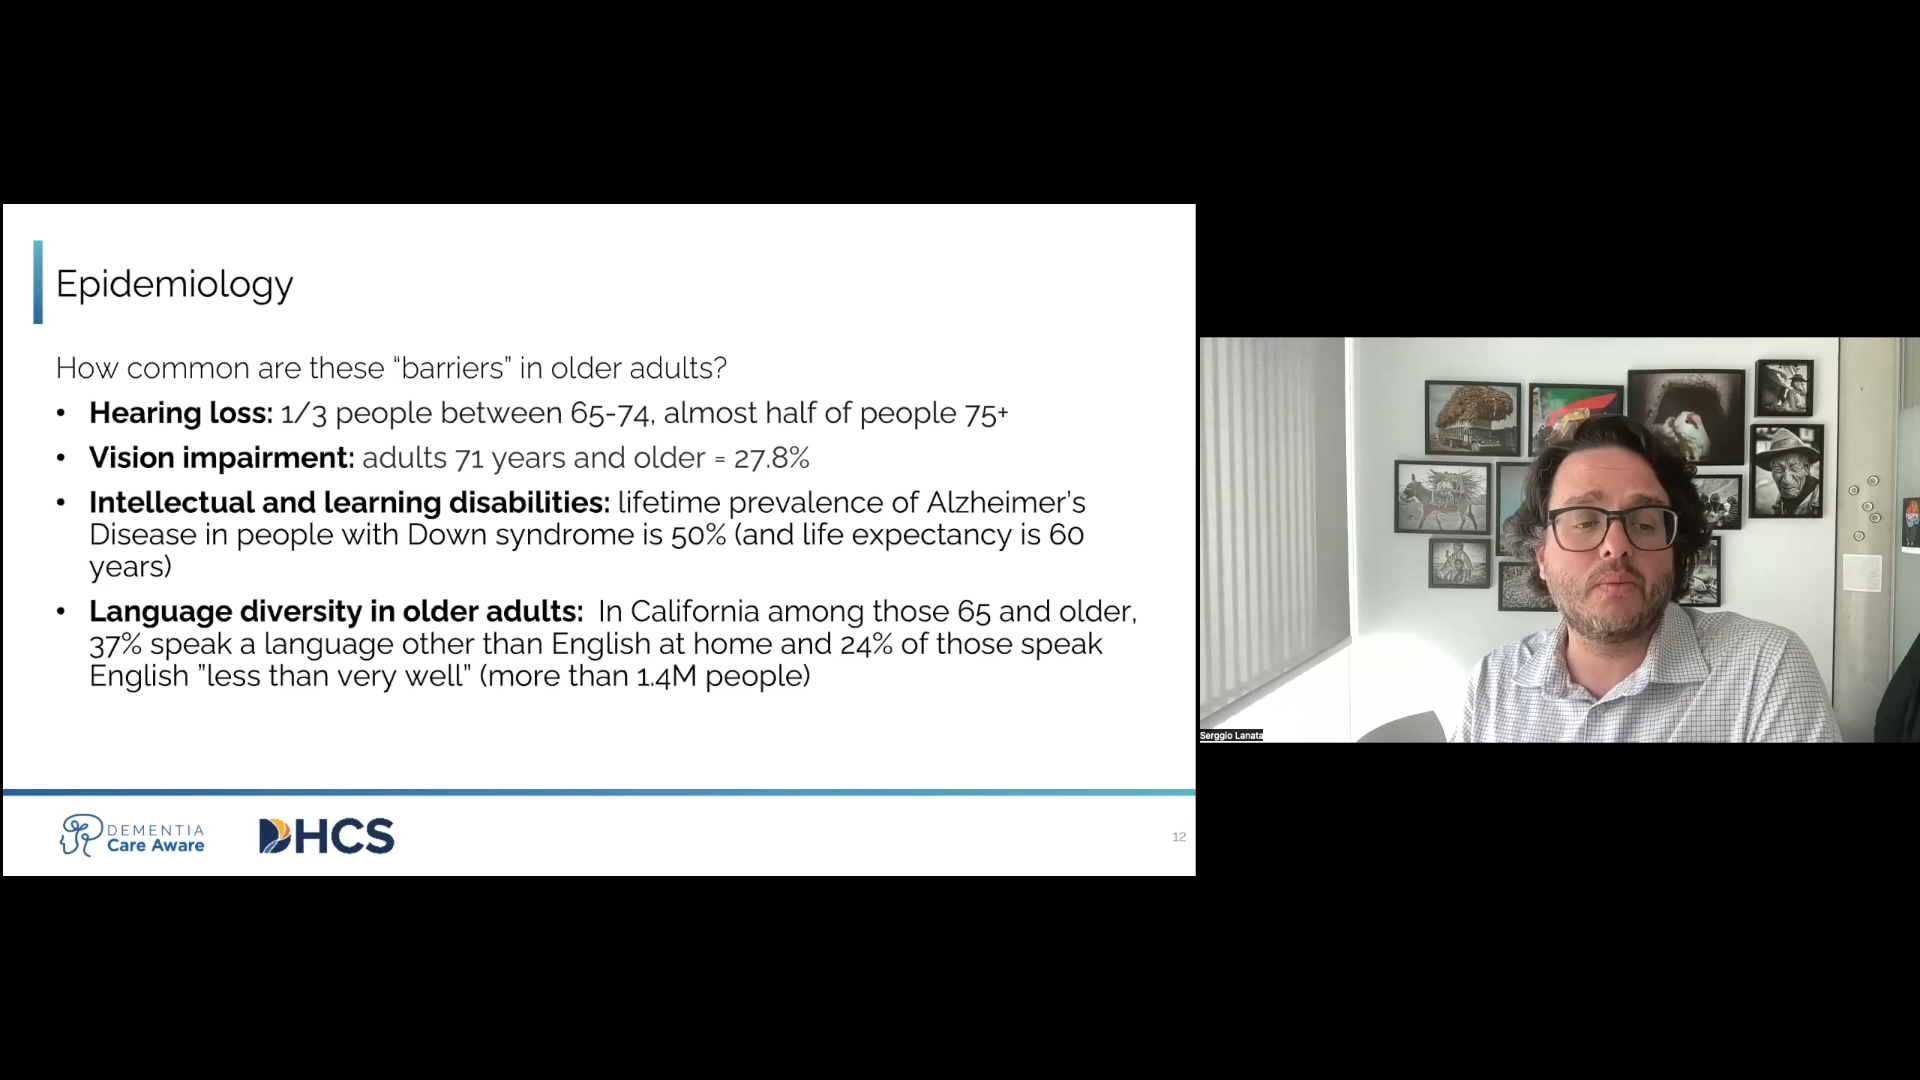 Epidemiology
How common are these “barriers” in older adults?
• Hearing loss: 1/3 people between 65-74, almost half of people 75+
• Vision impairment: adults 71 years and older = 27.8%
• Intellectual and learning disabilities: lifetime prevalence of Alzheimer’s
Disease in people with Down syndrome is 50% (and life expectancy is 60
years)
• Language diversity in older adults:  In California among those 65 and older,
37% speak a language other than English at home and 24% of those speak
English ”less than very well” (more than 1.4M people)
DEMENTIA
Care Aware
DHCS
12
Serggio Lanata